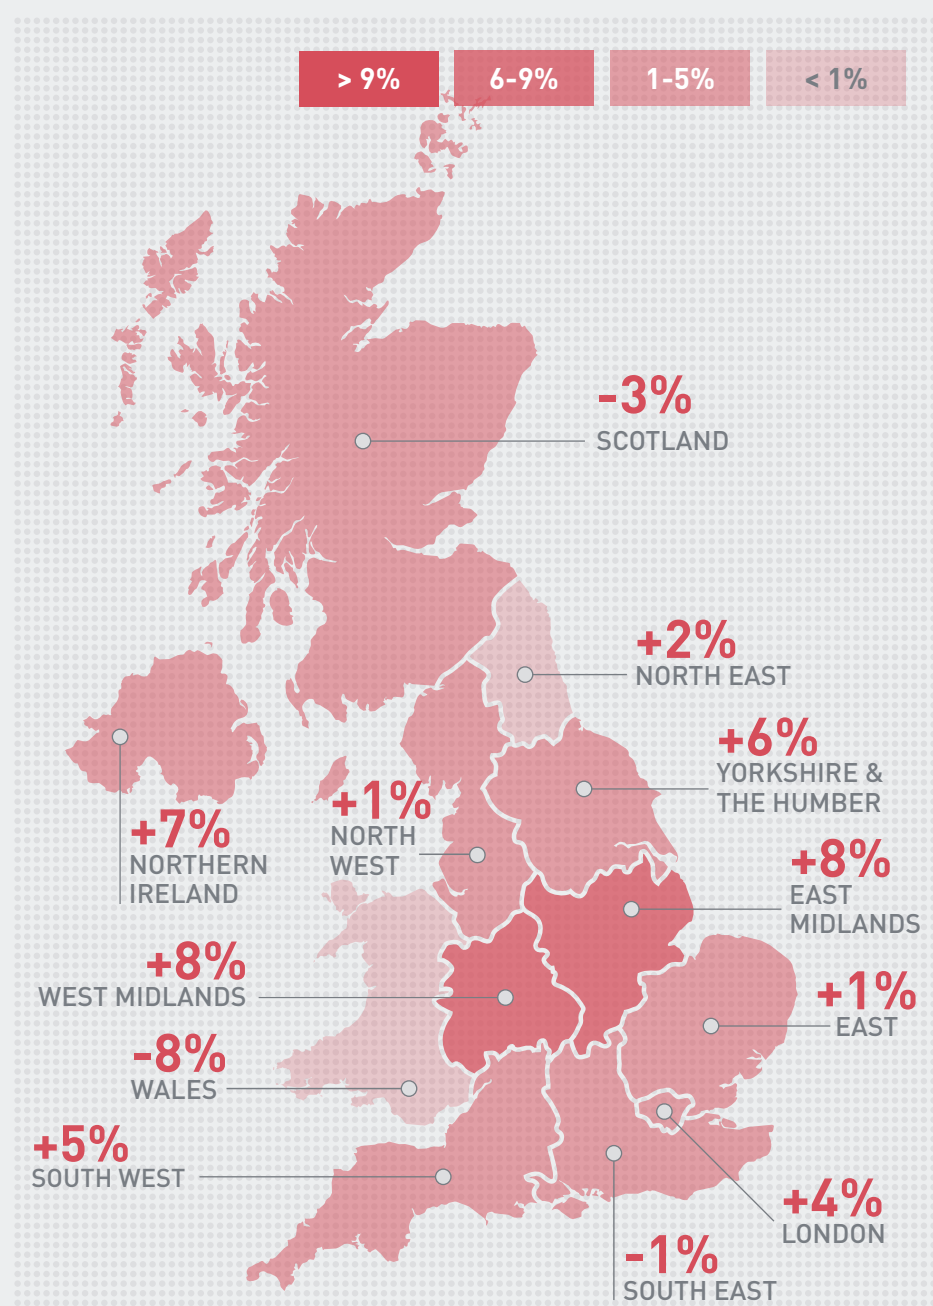 > 9% 6-9% 1-5% < 1%
-3%
SCOTLAND
+2%
NORTH EAST
+6%
YORKSHIRE &
THE HUMBER
+1%
NORTH
WEST
+7%
NORTHERN
IRELAND
+8%
EAST
MIDLANDS
+8%
WEST MIDLANDS
+1%
EAST
-8%
WALES
+5%
SOUTH WEST
+4%
LONDON
-1%
SOUTH EAST